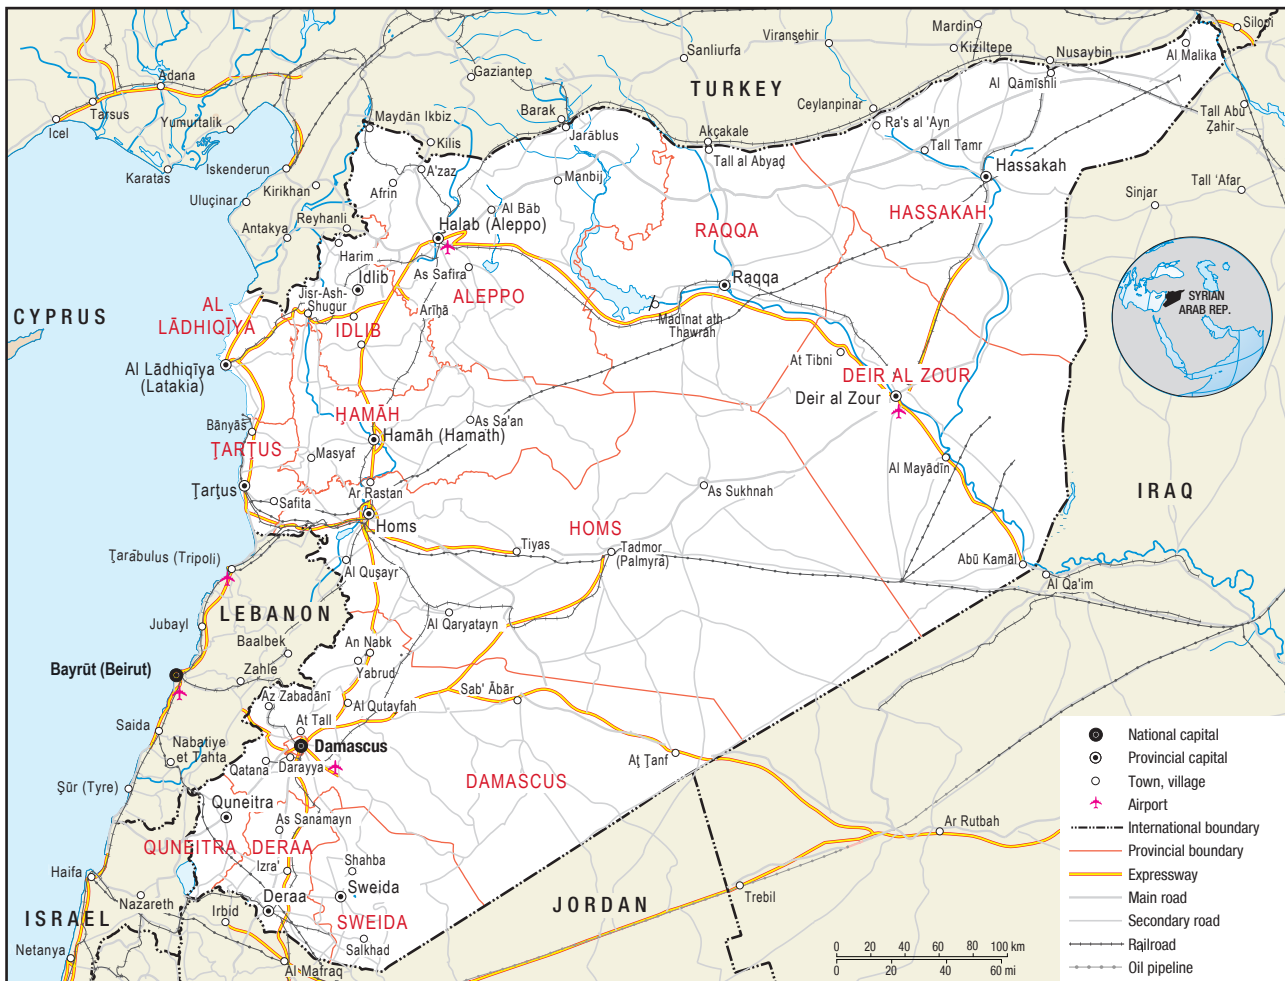 Mardin
Silopi
Viranşehir
Kiziltepe
Nusaybin
Adana
Sanliurfa
Al Malika
Gaziantep
TURKEY
Al Qāmishli
Tarsus
Barak
Ceylanpinar
Tall Abu
Zahir
Icel
Yumurtalik
Maydān Ikbiz
Jarāblus
Akçakale
Ra's al 'Ayn
Kilis
Tall Tamr
Karatas
Iskenderun
A'zaz
Tall al Abyaḑ
Hassakah
Kirikhan
Afrin
Manbij
Sinjar
Tall 'Afar
Uluçinar
Al Bāb
HASSAKAH
Reyhanli
Antakya
Halab (Aleppo)
RAQQA
Harim
As Safira
Idlib
Raqqa
Jisr-Ash-
Shugur
ALEPPO
SYRIAN
ARAB REP.
AL
LĀDHIQĪYA
Arīḩā
CYPRUS
IDLIB
Madīnat ath
Thawrah
At Tibni
Al Lādhiqīya
(Latakia)
DEIR AL ZOUR
Deir al Zour
ḨAMĀH
As Sa'an
Bānyās
Hamāh (Hamath)
ŢARŢUS
Masyaf
Al Mayādīn
Ţarţus
Ar Rastan
As Sukhnah
IRAQ
Safita
Homs
HOMS
Tiyas
Tadmor
(Palmyra)
Ţarābulus (Tripoli)
Al Quşayr
Abū Kamāl
Al Qa'im
LEBANON
Jubayl
Al Qaryatayn
Baalbek
An Nabk
Bayrūt (Beirut)
Zahle
Yabrud
Az Zabadānī
Sab' Ābār
Al Qutayfah
Saida
At Tall
National capital
Damascus
Nabatiye
et Tahta
Aţ Ţanf
Provincial capital
Qatana
Darayya
Şūr (Tyre)
DAMASCUS
Town, village
Quneitra
Airport
As Sanamayn
Ar Rutbah
International boundary
QUNEITRA
DERAA
Provincial boundary
Shahba
Izra'
Haifa
Expressway
Sweida
Trebil
Nazareth
Deraa
Main road
JORDAN
ISRAEL
Irbid
SWEIDA
Secondary road
Salkhad
Netanya
0 20 40 60 80 100 km
Railroad
Al Mafraq
0 20 40 60 mi
Oil pipeline